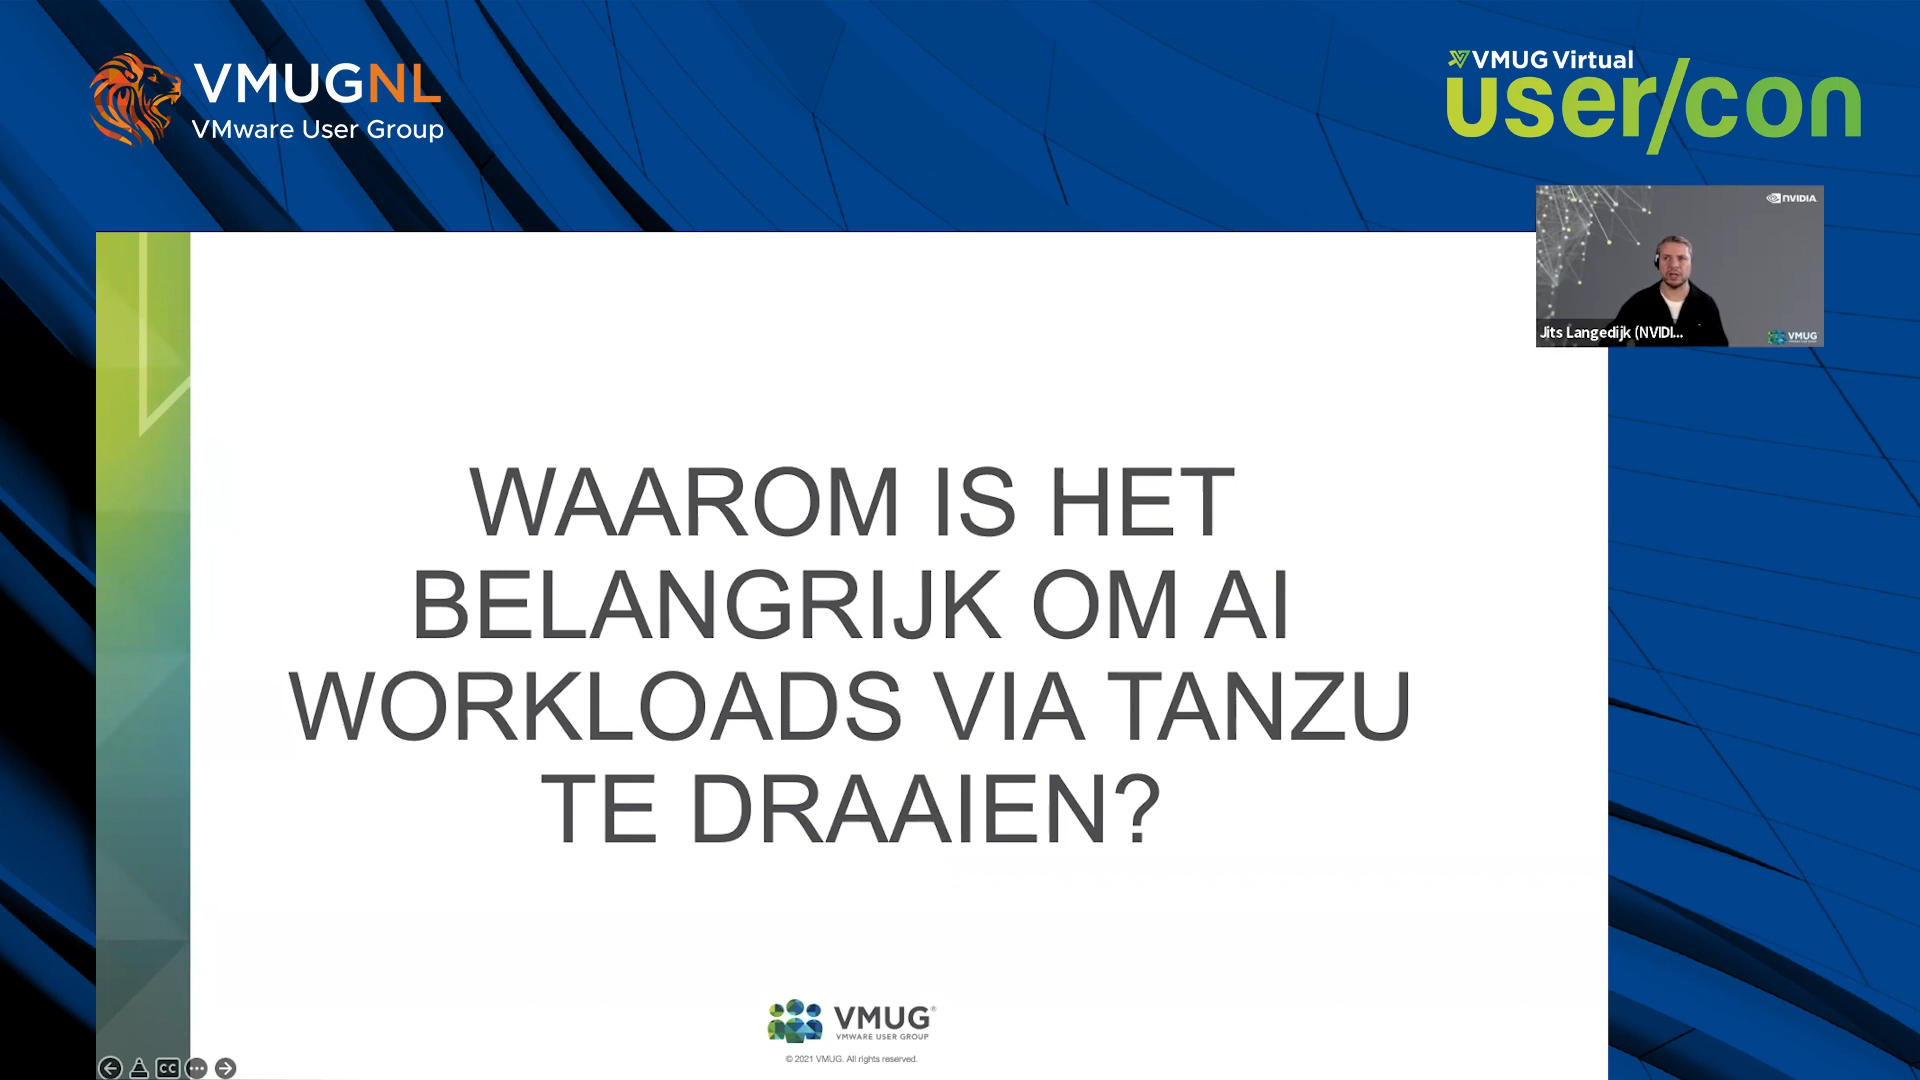 VMUGNL
VMware User Group
VMUG Virtual
user/con
NVIDIA
Jits Langedijk (NVIDI...
VMUG
WAAROM IS HET
BELANGRIJK OM AI
WORKLOADS VIA TANZU
TE DRAAIEN?
VMUG®
VMWARE USER GROUP
© 2021 VMUG. All rights reserved.
CC